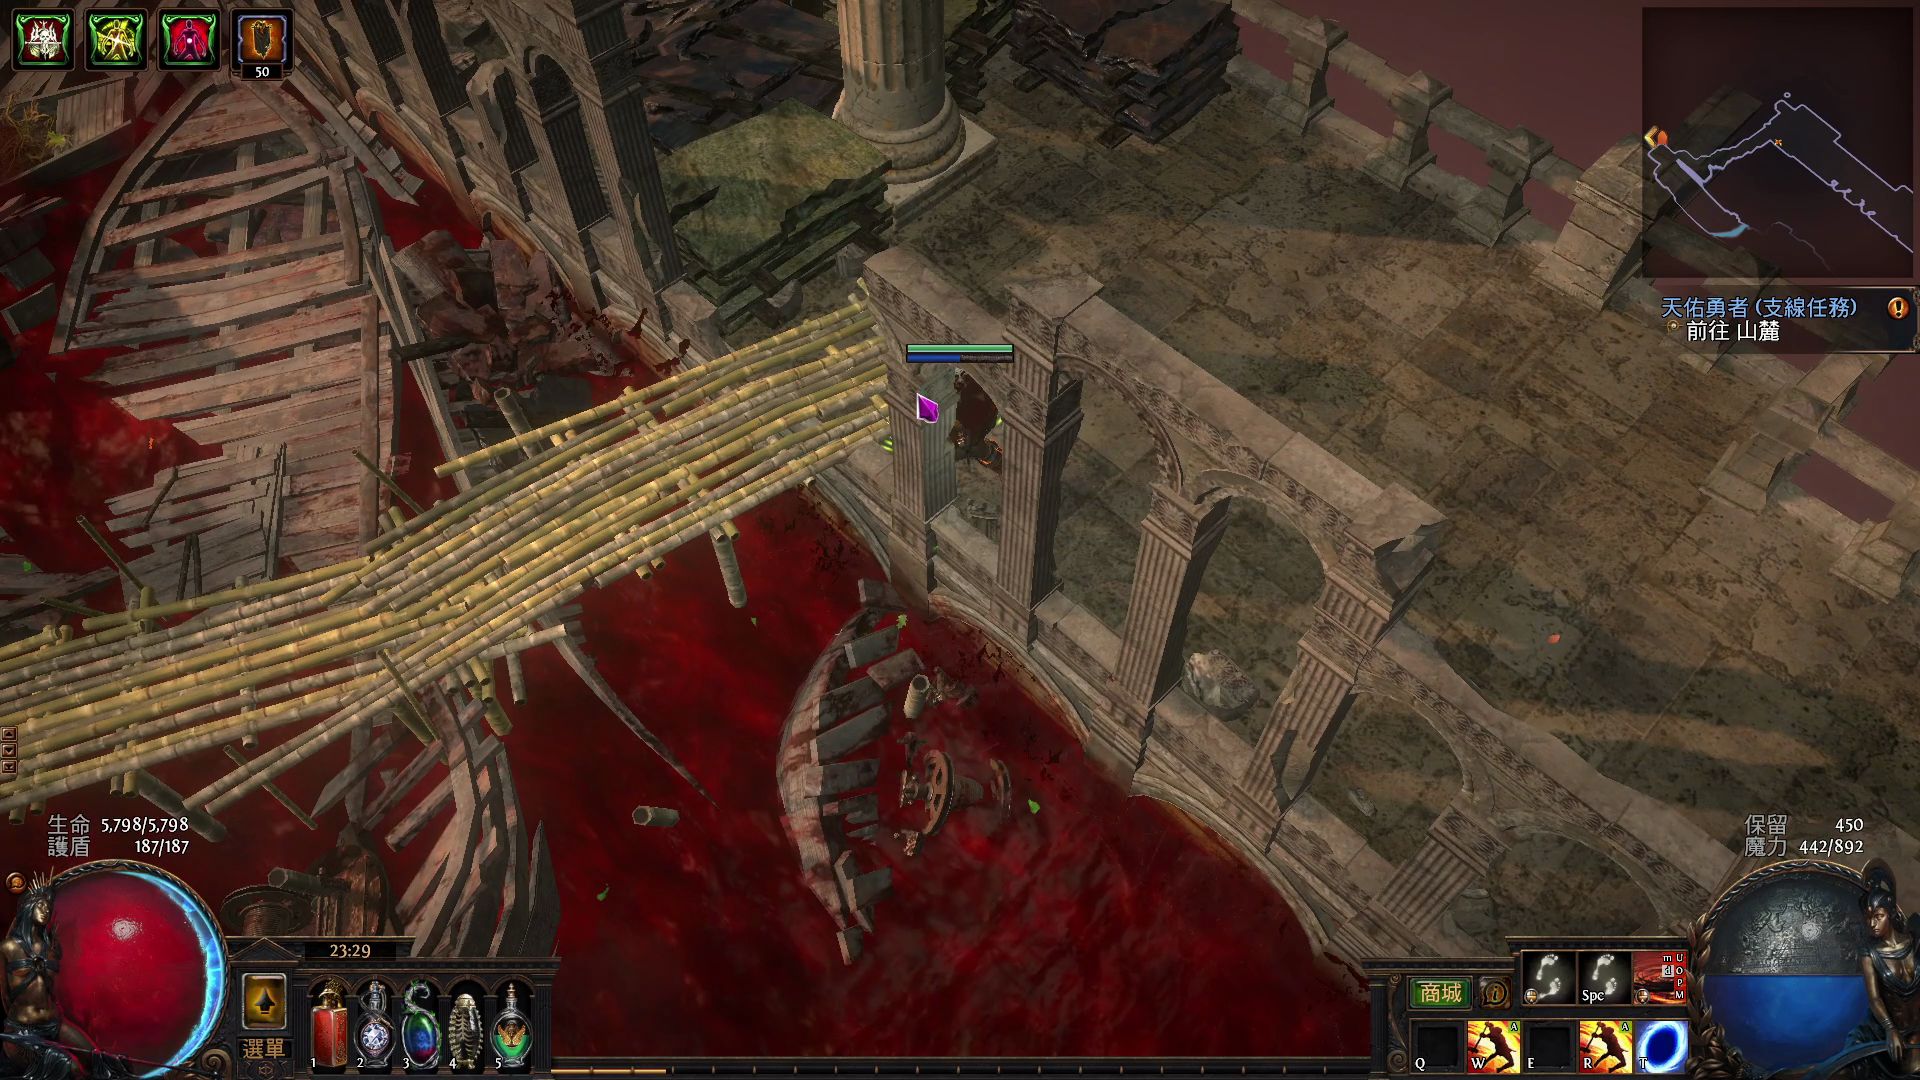 50
天佑勇者 (支線任務)
前往 山麓
生命 5,798/5,798
護盾 187/187
保留 450
魔力 442/892
23:29
選單
1
2
3
4
5
商城
Spc
m U
d O
P
M
Q
W
A
E
R
A
T